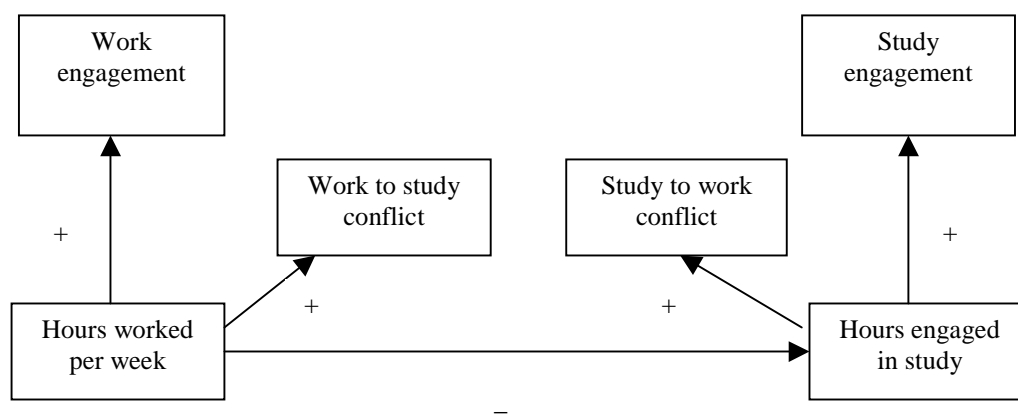 Work
engagement
Study
engagement
Work to study
conflict
Study to work
conflict
+
+
+
+
Hours worked
per week
Hours engaged
in study
–